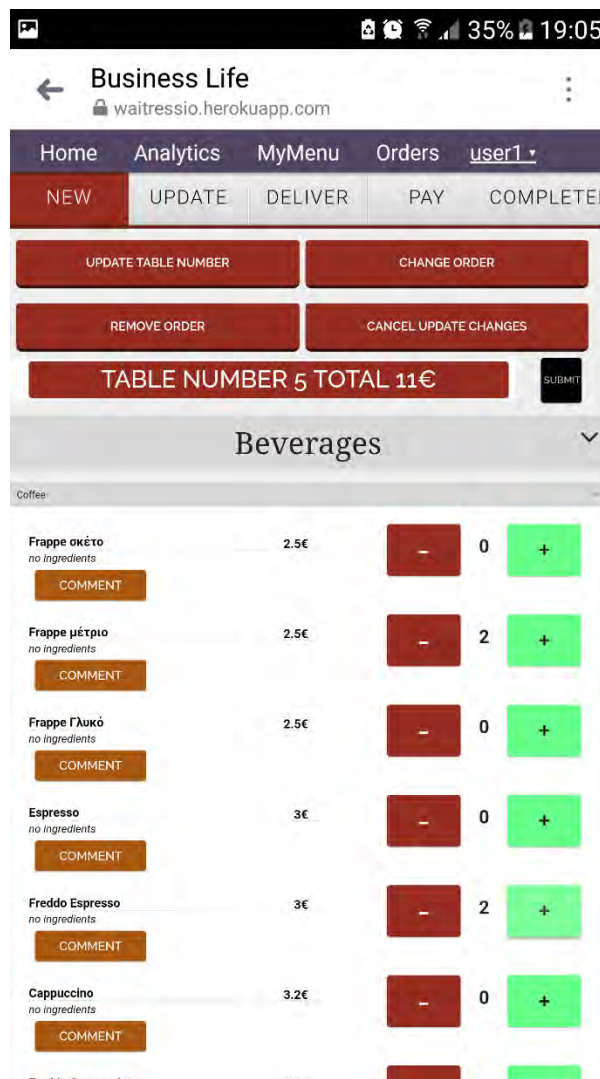 35% 19:05
Business Life
waitressio.herokuapp.com
Home Analytics MyMenu Orders user1
NEW UPDATE DELIVER PAY COMPLETE
UPDATE TABLE NUMBER CHANGE ORDER
REMOVE ORDER CANCEL UPDATE CHANGES
TABLE NUMBER 5 TOTAL 11€ SUBMIT
Beverages
Coffee
Frappe σκέτο 2.5€ - 0 +
no ingredients
COMMENT
Frappe μέτριο 2.5€ - 2 +
no ingredients
COMMENT
Frappe Γλυκό 2.5€ - 0 +
no ingredients
COMMENT
Espresso 3€ - 0 +
no ingredients
COMMENT
Freddo Espresso 3€ - 2 +
no ingredients
COMMENT
Cappuccino 3.2€ - 0 +
no ingredients
COMMENT